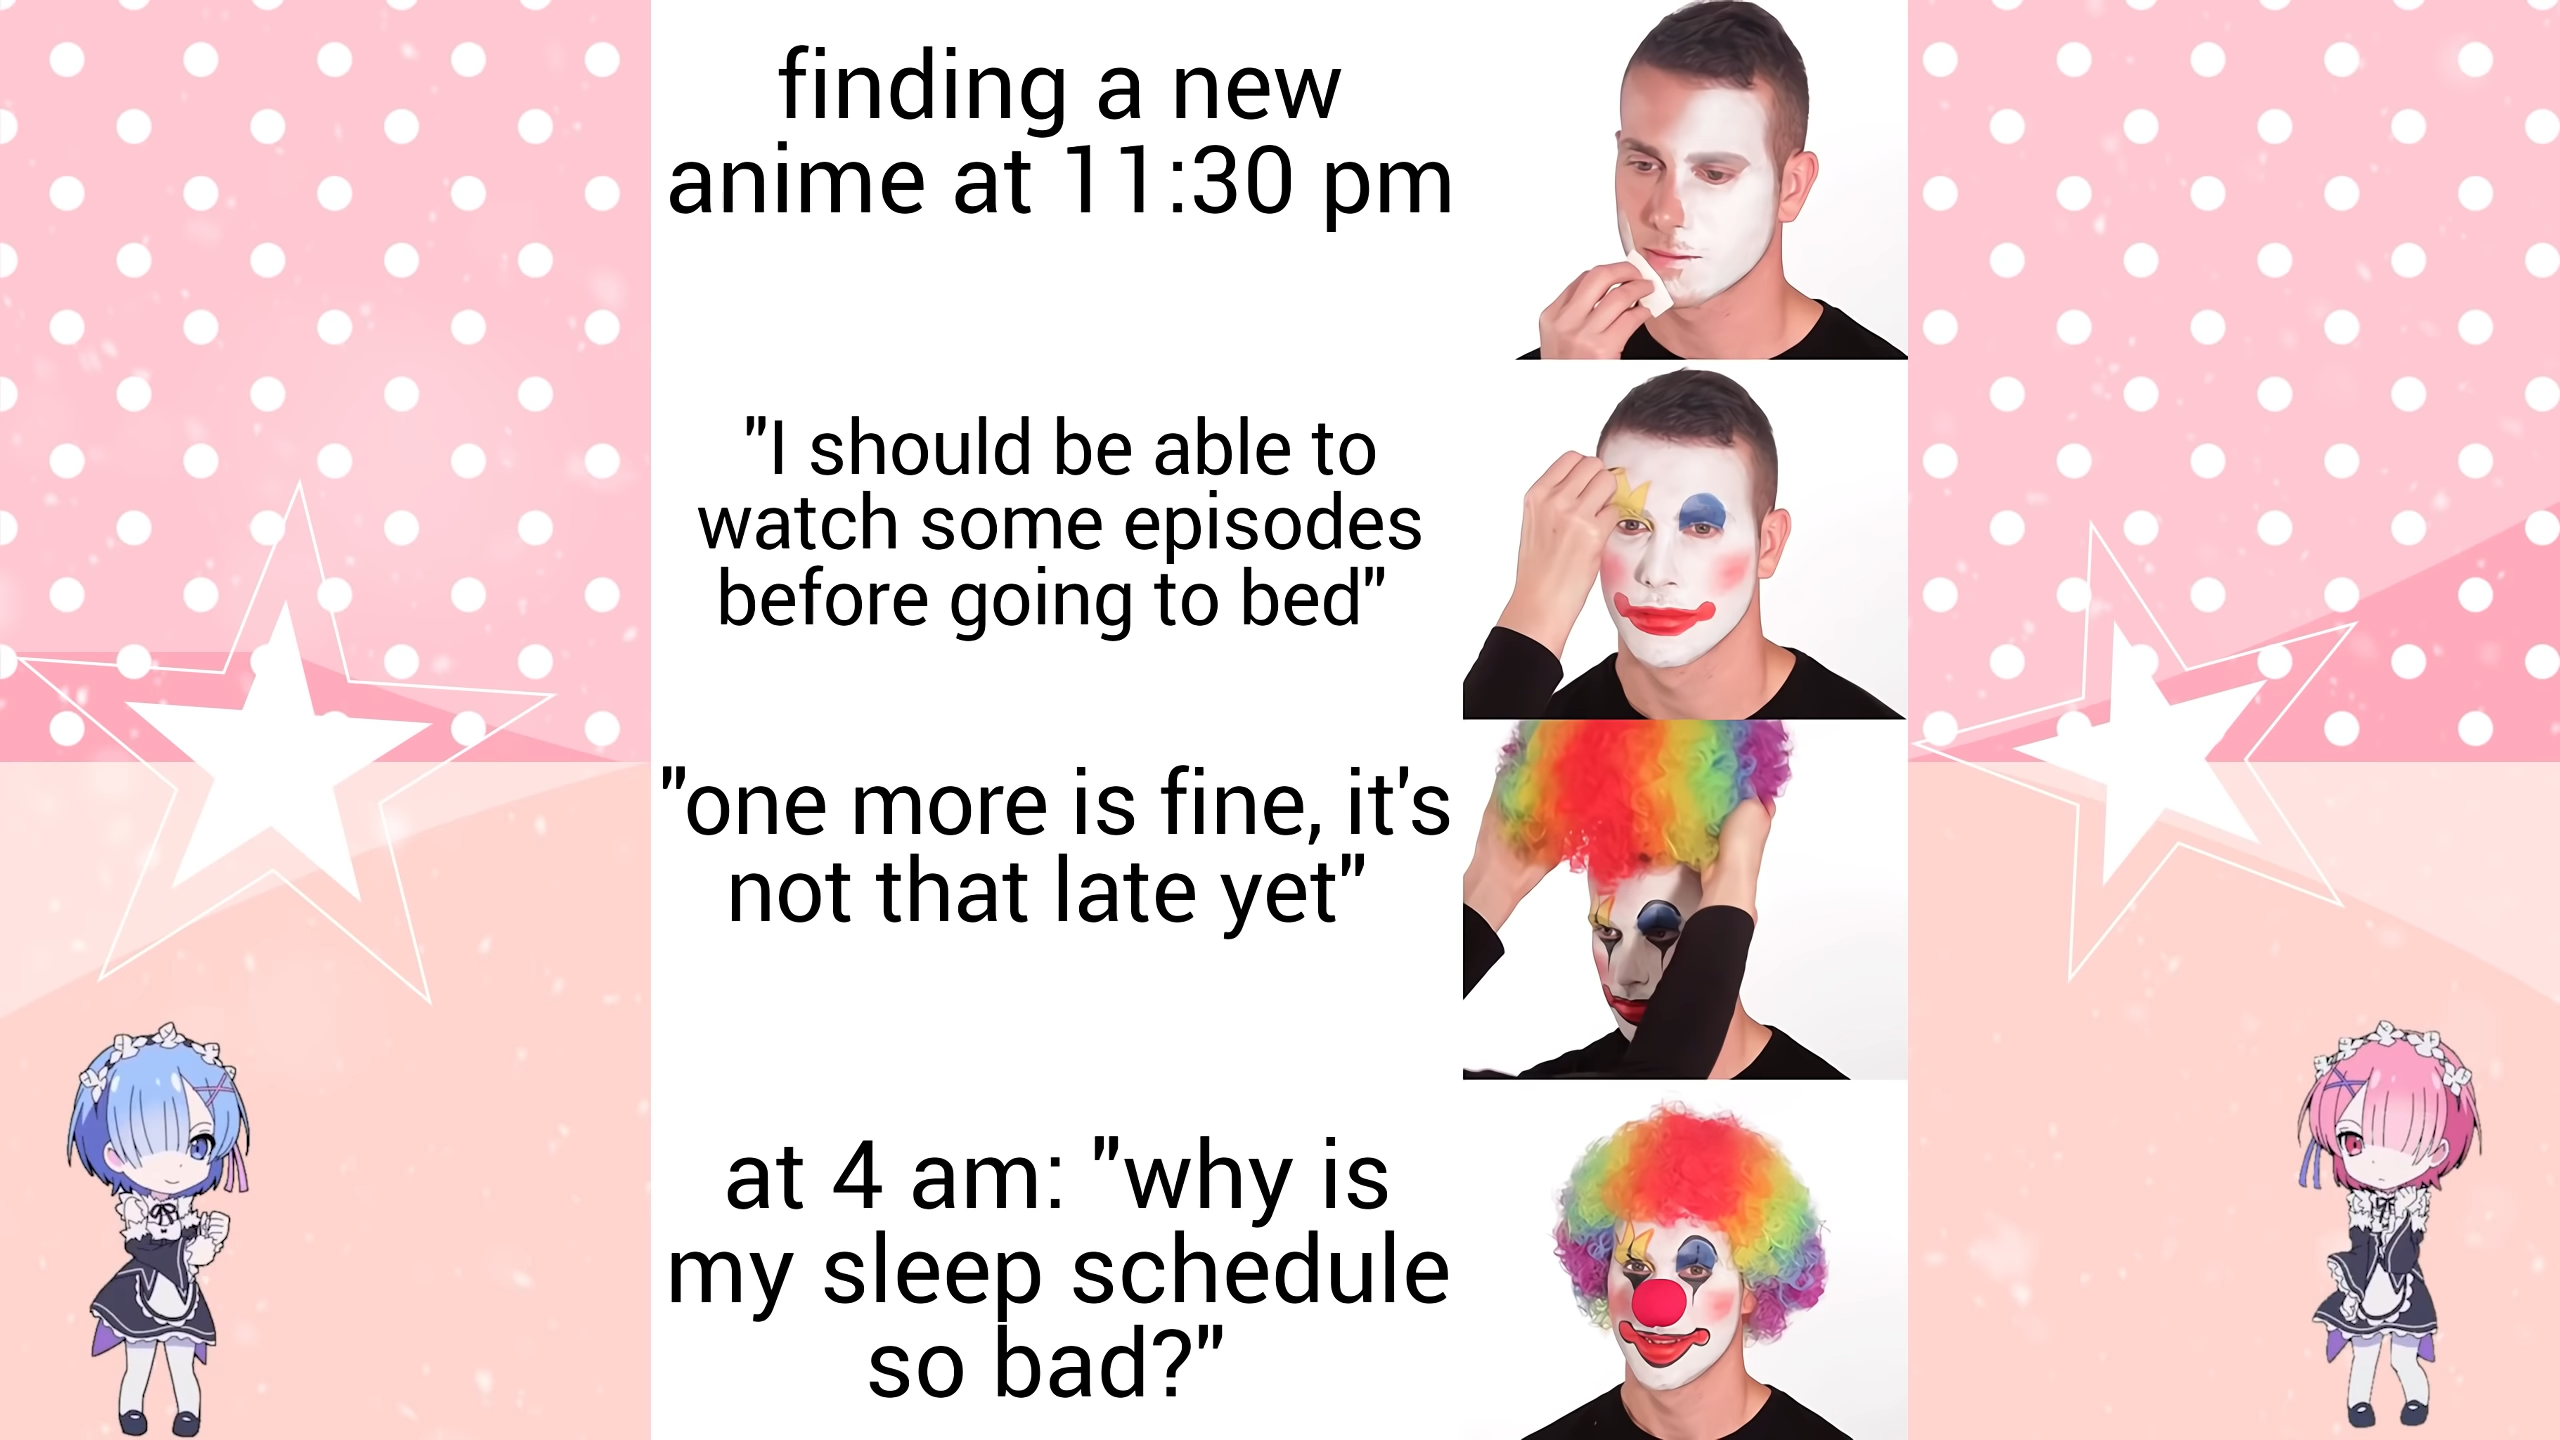 finding a new
anime at 11:30 pm
"I should be able to
watch some episodes
before going to bed"
"one more is fine, it's
not that late yet"
at 4 am: "why is
my sleep schedule
so bad?"